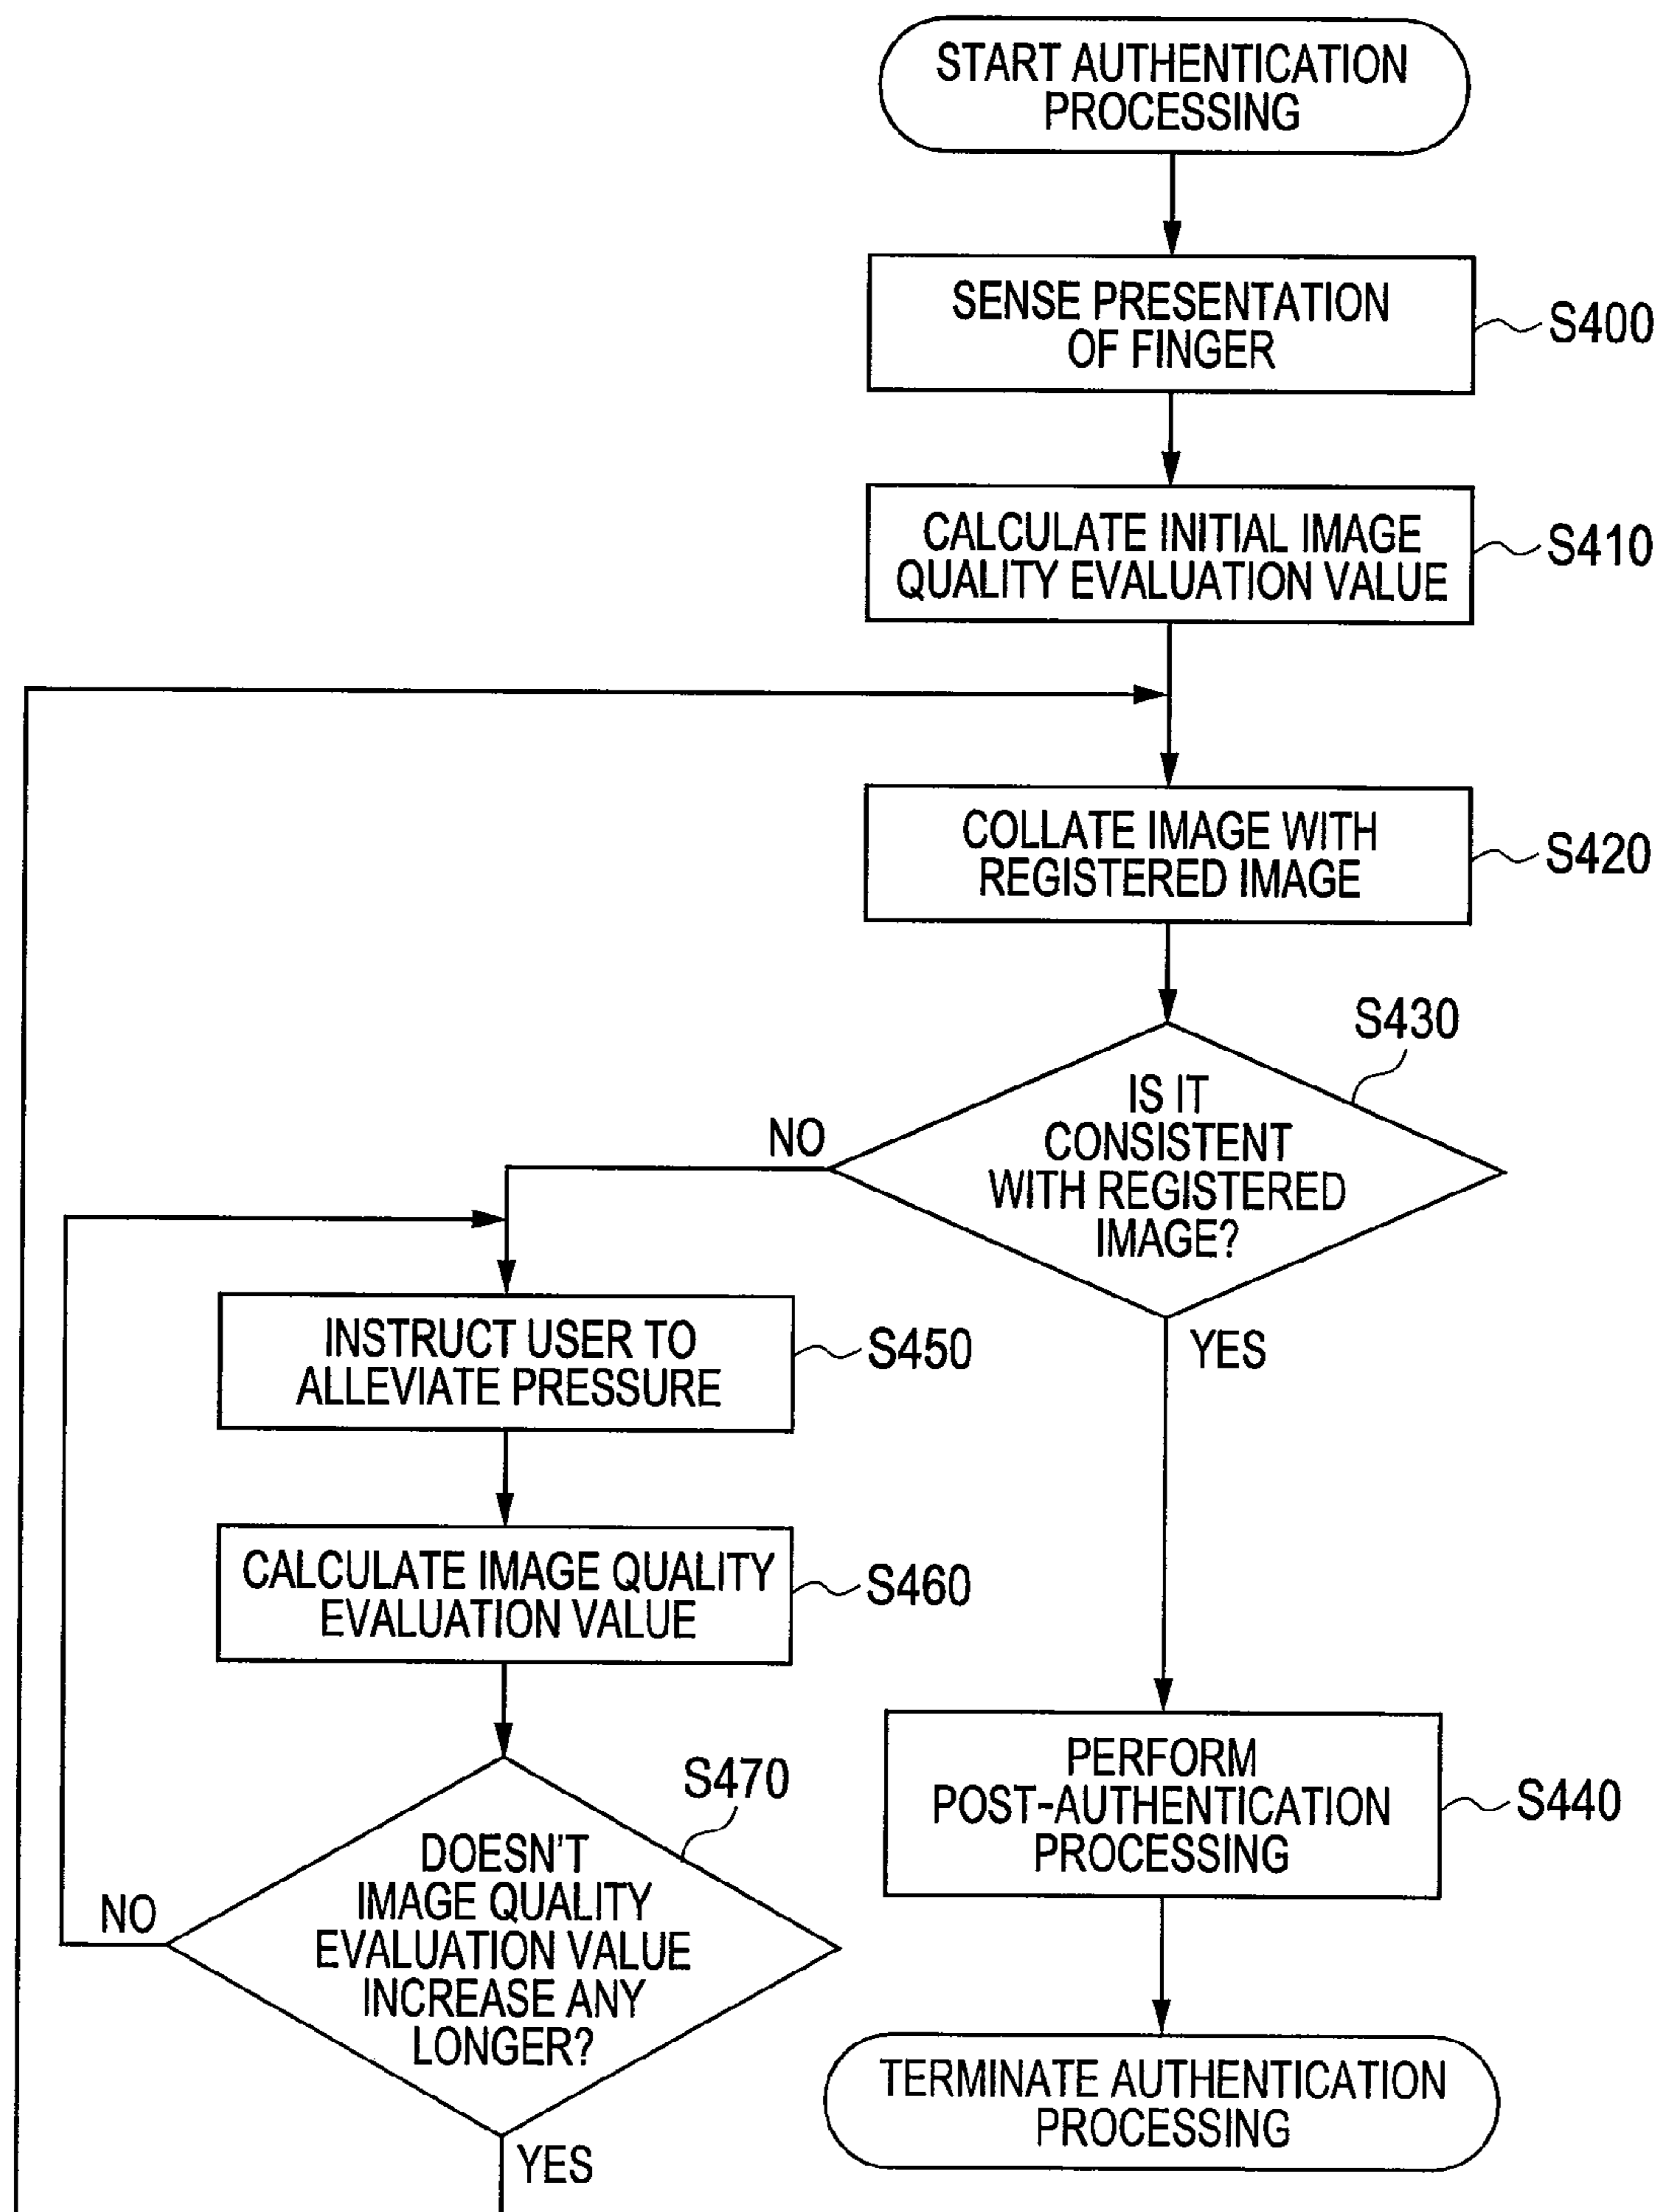 START AUTHENTICATION
PROCESSING
SENSE PRESENTATION
OF FINGER
S400
CALCULATE INITIAL IMAGE
QUALITY EVALUATION VALUE
S410
COLLATE IMAGE WITH
REGISTERED IMAGE
S420
S430
IS IT
CONSISTENT
WITH REGISTERED
IMAGE?
NO
YES
INSTRUCT USER TO
ALLEVIATE PRESSURE
S450
CALCULATE IMAGE QUALITY
EVALUATION VALUE
S460
S470
DOESN'T
IMAGE QUALITY
EVALUATION VALUE
INCREASE ANY
LONGER?
NO
YES
PERFORM
POST-AUTHENTICATION
PROCESSING
S440
TERMINATE AUTHENTICATION
PROCESSING